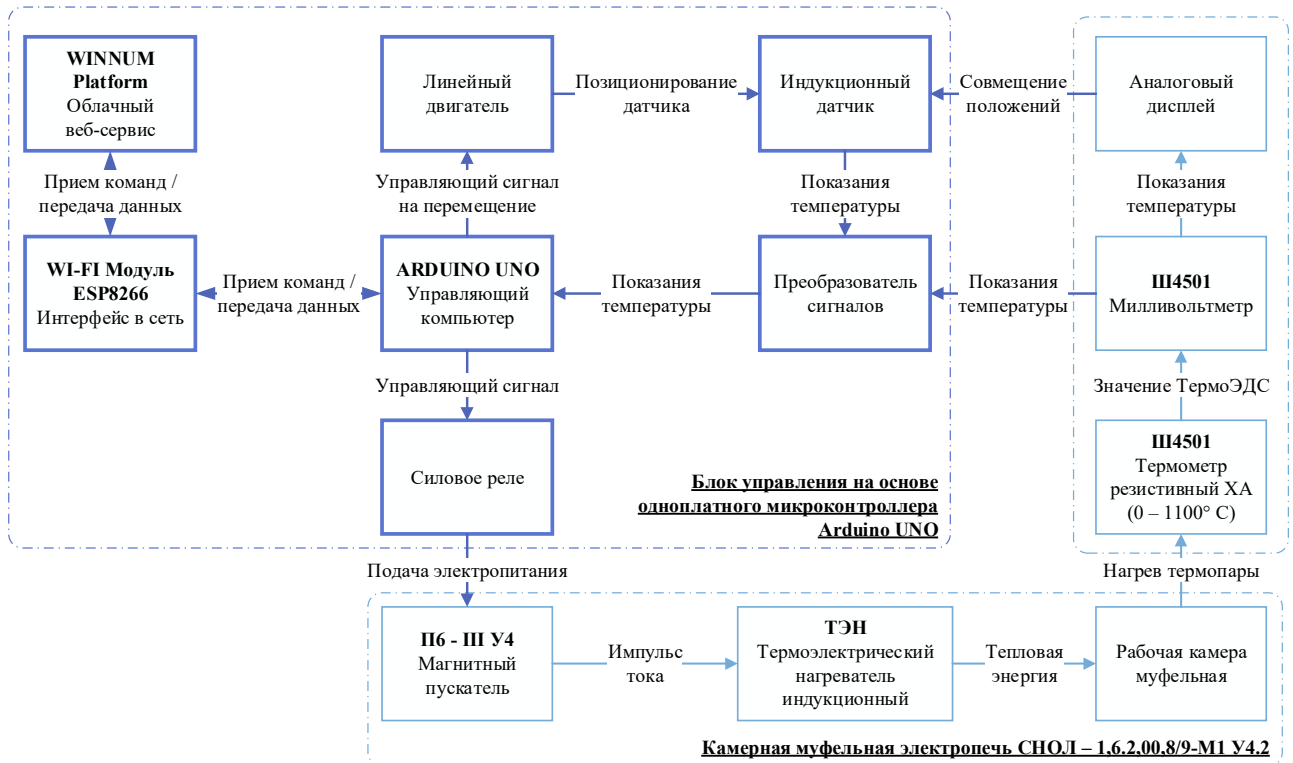 WINNUM
Platform
Облачный
веб-сервис
Линейный
двигатель
Позиционирование
датчика
Индукционный
датчик
Совмещение
положений
Аналоговый
дисплей
Прием команд /
передача данных
Управляющий сигнал
на перемещение
Показания
температуры
Показания
температуры
WI-FI Модуль
ESP8266
Интерфейс в сеть
Прием команд /
передача данных
ARDUINO UNO
Управляющий
компьютер
Показания
температуры
Преобразователь
сигналов
Показания
температуры
Ш4501
Милливольтметр
Управляющий сигнал
Значение ТермоЭДС
Силовое реле
Ш4501
Термометр
резистивный ХА
(0 – 1100° С)
Блок управления на основе
одноплатного микроконтроллера
Arduino UNO
Подача электропитания
Нагрев термопары
П6 - III У4
Магнитный
пускатель
Импульс
тока
ТЭН
Термоэлектрический
нагреватель
индукционный
Тепловая
энергия
Рабочая камера
муфельная
Камерная муфельная электропечь СНОЛ – 1,6.2,00,8/9-М1 У4.2